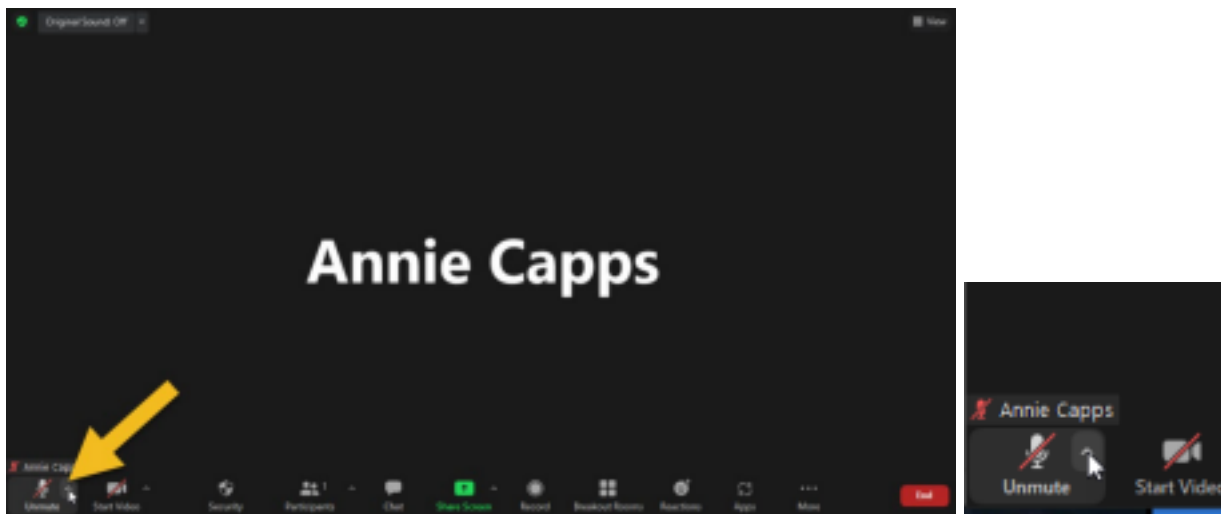 Original Sound: Off
View
Annie Capps
Annie Capps
Unmute Start Video Security Participants 1 Chat Share Screen Record Breakout Rooms Reactions Apps More End
Annie Capps
Unmute Start Video